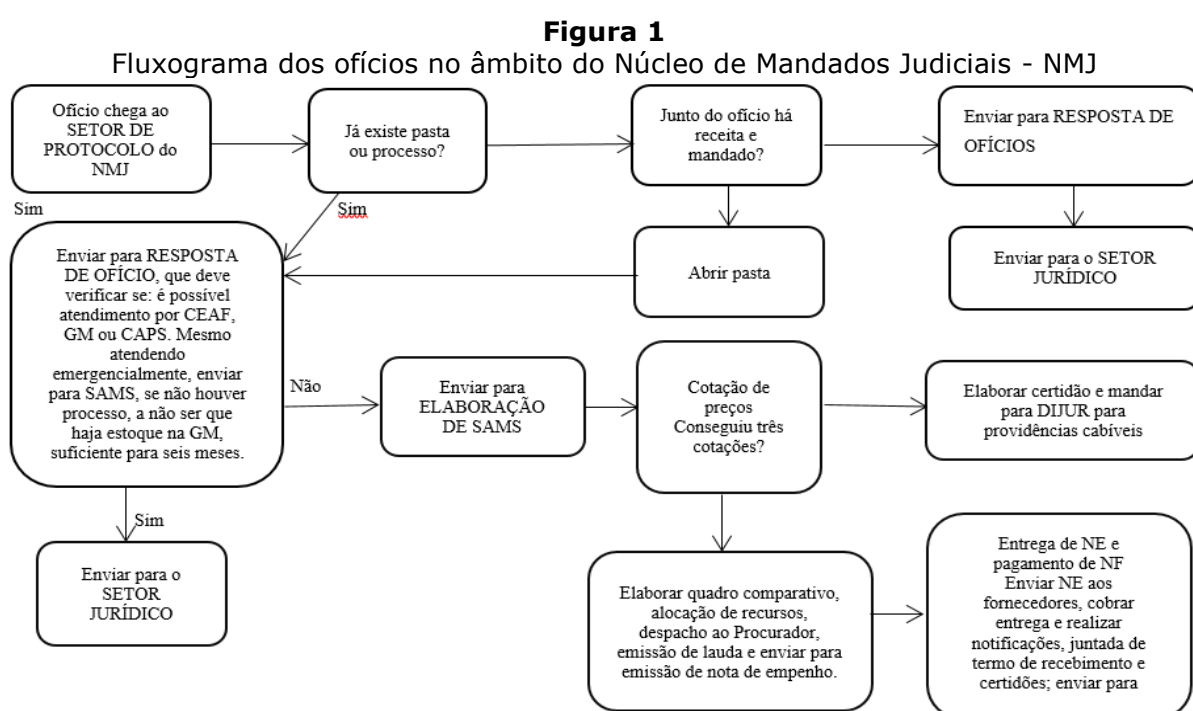 Figura 1
Fluxograma dos ofícios no âmbito do Núcleo de Mandados Judiciais - NMJ
Ofício chega ao
SETOR DE
PROTOCOLO do
NMJ
Já existe pasta
ou processo?
Junto do ofício há
receita e
mandado?
Enviar para RESPOSTA DE
OFÍCIOS
Sim
Sim
Enviar para RESPOSTA
DE OFÍCIO, que deve
verificar se: é possível
atendimento por CEAF,
GM ou CAPS. Mesmo
atendendo
emergencialmente, enviar
para SAMS, se não houver
processo, a não ser que
haja estoque na GM,
suficiente para seis meses.
Abrir pasta
Enviar para o SETOR
JURÍDICO
Não
Enviar para
ELABORAÇÃO
DE SAMS
Cotação de
preços
Conseguiu três
cotações?
Elaborar certidão e mandar
para DIJUR para
providências cabíveis
Sim
Enviar para o
SETOR
JURÍDICO
Elaborar quadro comparativo,
alocação de recursos,
despacho ao Procurador,
emissão de lauda e enviar para
emissão de nota de empenho.
Entrega de NE e
pagamento de NF
Enviar NE aos
fornecedores, cobrar
entrega e realizar
notificações, juntada de
termo de recebimento e
certidões; enviar para